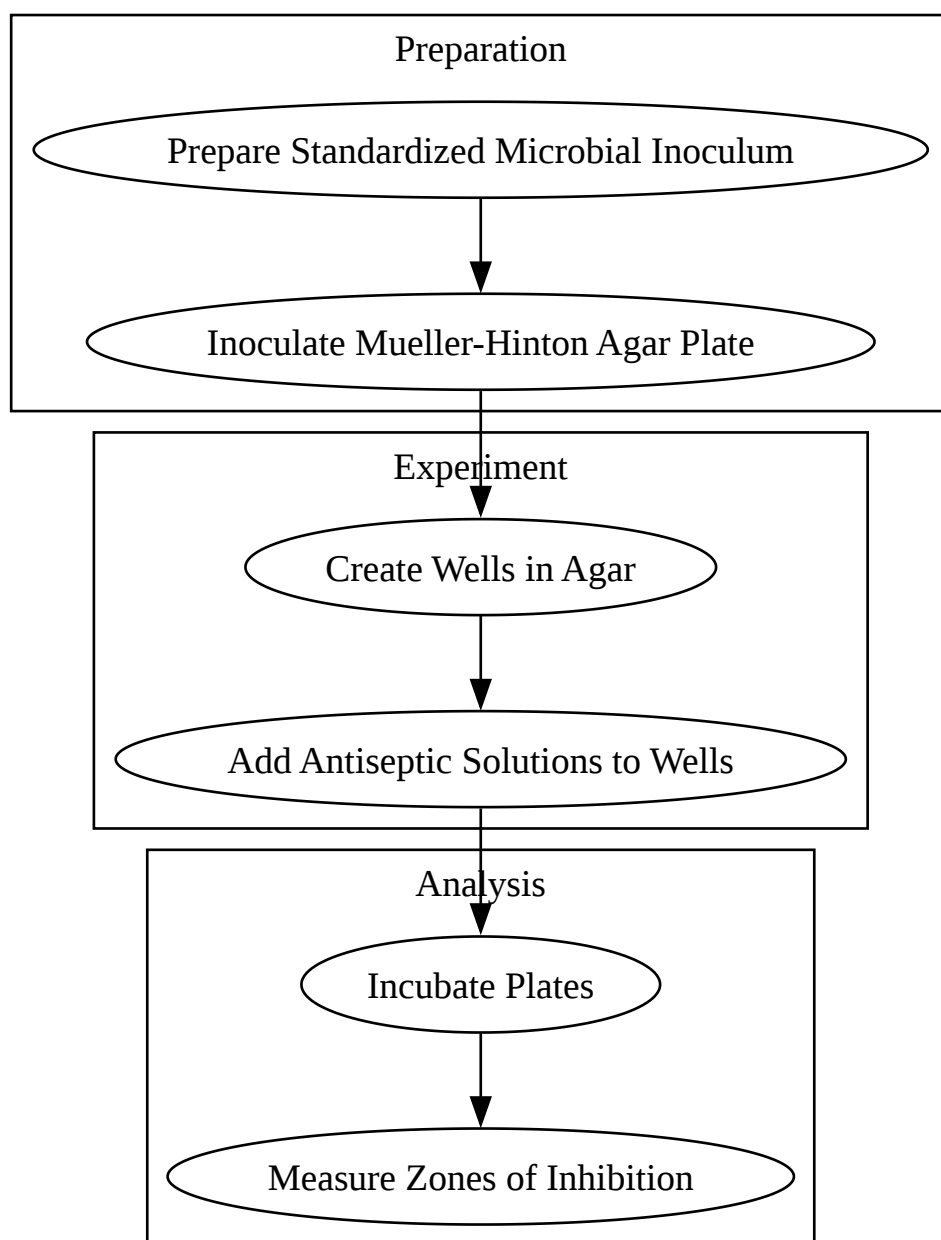 Preparation
Prepare Standardized Microbial Inoculum
Inoculate Mueller-Hinton Agar Plate
Experiment
Create Wells in Agar
Add Antiseptic Solutions to Wells
Analysis
Incubate Plates
Measure Zones of Inhibition